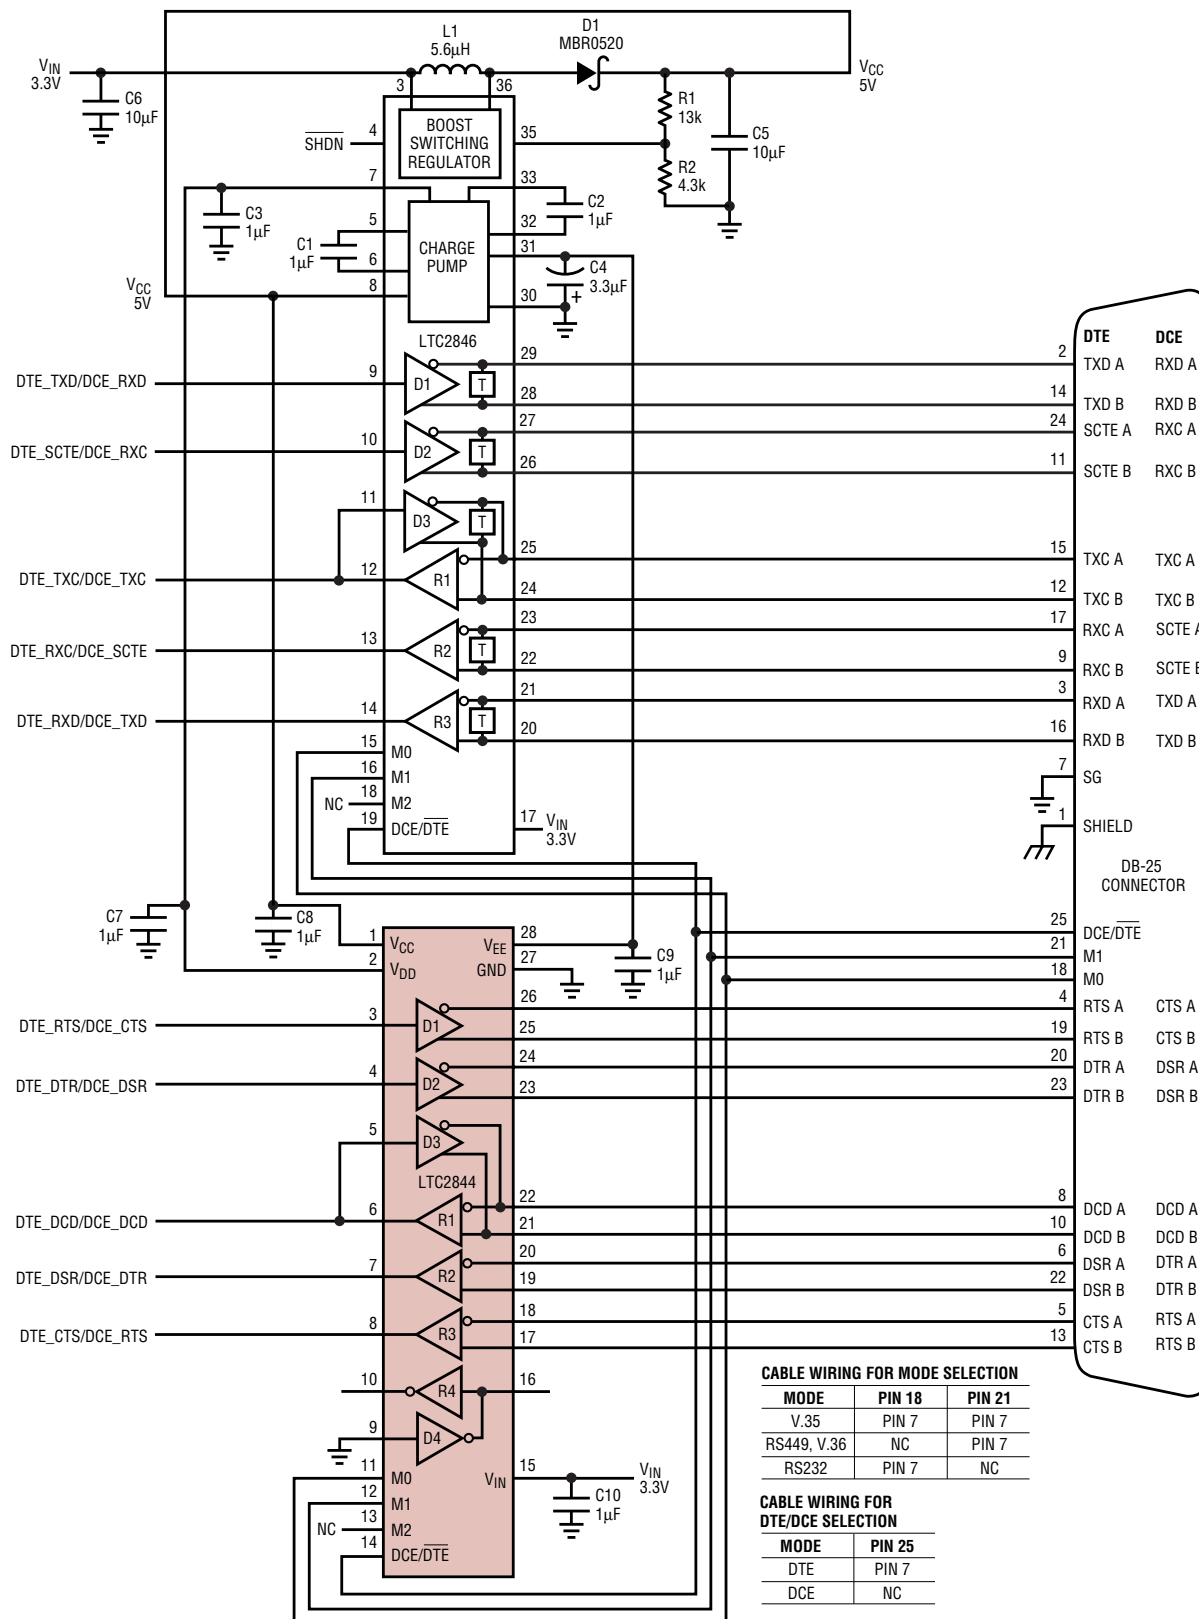 L1
5.6µH
D1
MBR0520
VIN
3.3V
3
36
VCC
5V
C6
10µF
R1
13k
BOOST
SWITCHING
REGULATOR
SHDN
4
35
C5
10µF
R2
4.3k
7
33
C3
1µF
C2
1µF
5
32
C1
1µF
31
CHARGE
PUMP
6
C4
3.3µF
+
VCC
5V
8
30
LTC2846
DTE
DCE
29
2
TXD A
RXD A
DTE_TXD/DCE_RXD
9
D1
T
28
14
TXD B
RXD B
27
24
SCTE A
RXC A
DTE_SCTE/DCE_RXC
10
D2
T
26
11
SCTE B
RXC B
11
D3
T
25
15
TXC A
TXC A
DTE_TXC/DCE_TXC
12
R1
24
12
TXC B
TXC B
23
17
RXC A
SCTE A
DTE_RXC/DCE_SCTE
13
R2
T
22
9
RXC B
SCTE B
21
3
RXD A
TXD A
DTE_RXD/DCE_TXD
14
R3
T
20
16
RXD B
TXD B
15
M0
7
SG
16
M1
NC
18
M2
19
DCE/DTE
17
VIN
3.3V
1
SHIELD
DB-25
CONNECTOR
C7
1µF
C8
1µF
25
DCE/DTE
1
VCC
VEE
28
21
M1
2
VDD
GND
27
C9
1µF
18
M0
26
4
RTS A
CTS A
DTE_RTS/DCE_CTS
3
D1
25
19
RTS B
CTS B
24
20
DTR A
DSR A
DTE_DTR/DCE_DSR
4
D2
23
23
DTR B
DSR B
5
D3
LTC2844
22
8
DCD A
DCD A
DTE_DCD/DCE_DCD
6
R1
21
10
DCD B
DCD B
20
6
DSR A
DTR A
DTE_DSR/DCE_DTR
7
R2
19
22
DSR B
DTR B
18
5
CTS A
RTS A
DTE_CTS/DCE_RTS
8
R3
17
13
CTS B
RTS B
10
R4
16
9
D4
11
M0
VIN
15
VIN
3.3V
12
M1
C10
1µF
NC
13
M2
14
DCE/DTE
CABLE WIRING FOR MODE SELECTION
MODE PIN 18 PIN 21
V.35 PIN 7 PIN 7
RS449, V.36 NC PIN 7
RS232 PIN 7 NC
CABLE WIRING FOR
DTE/DCE SELECTION
MODE PIN 25
DTE PIN 7
DCE NC